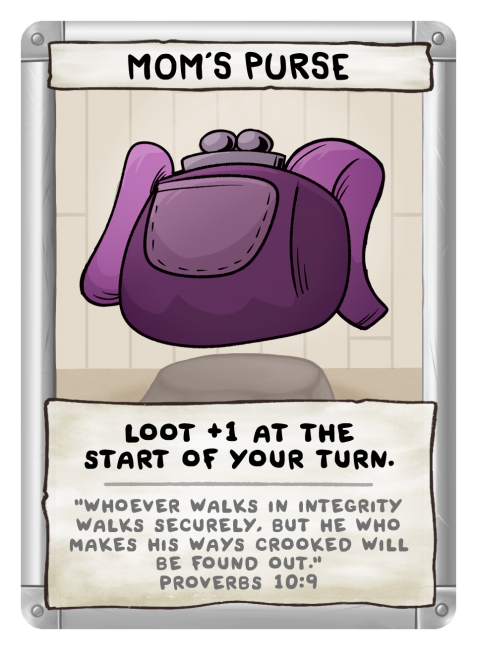 MOM'S PURSE
LOOT +1 AT THE
START OF YOUR TURN.
"WHOEVER WALKS IN INTEGRITY
WALKS SECURELY. BUT HE WHO
MAKES HIS WAYS CROOKED WILL
BE FOUND OUT."
PROVERBS 10:9